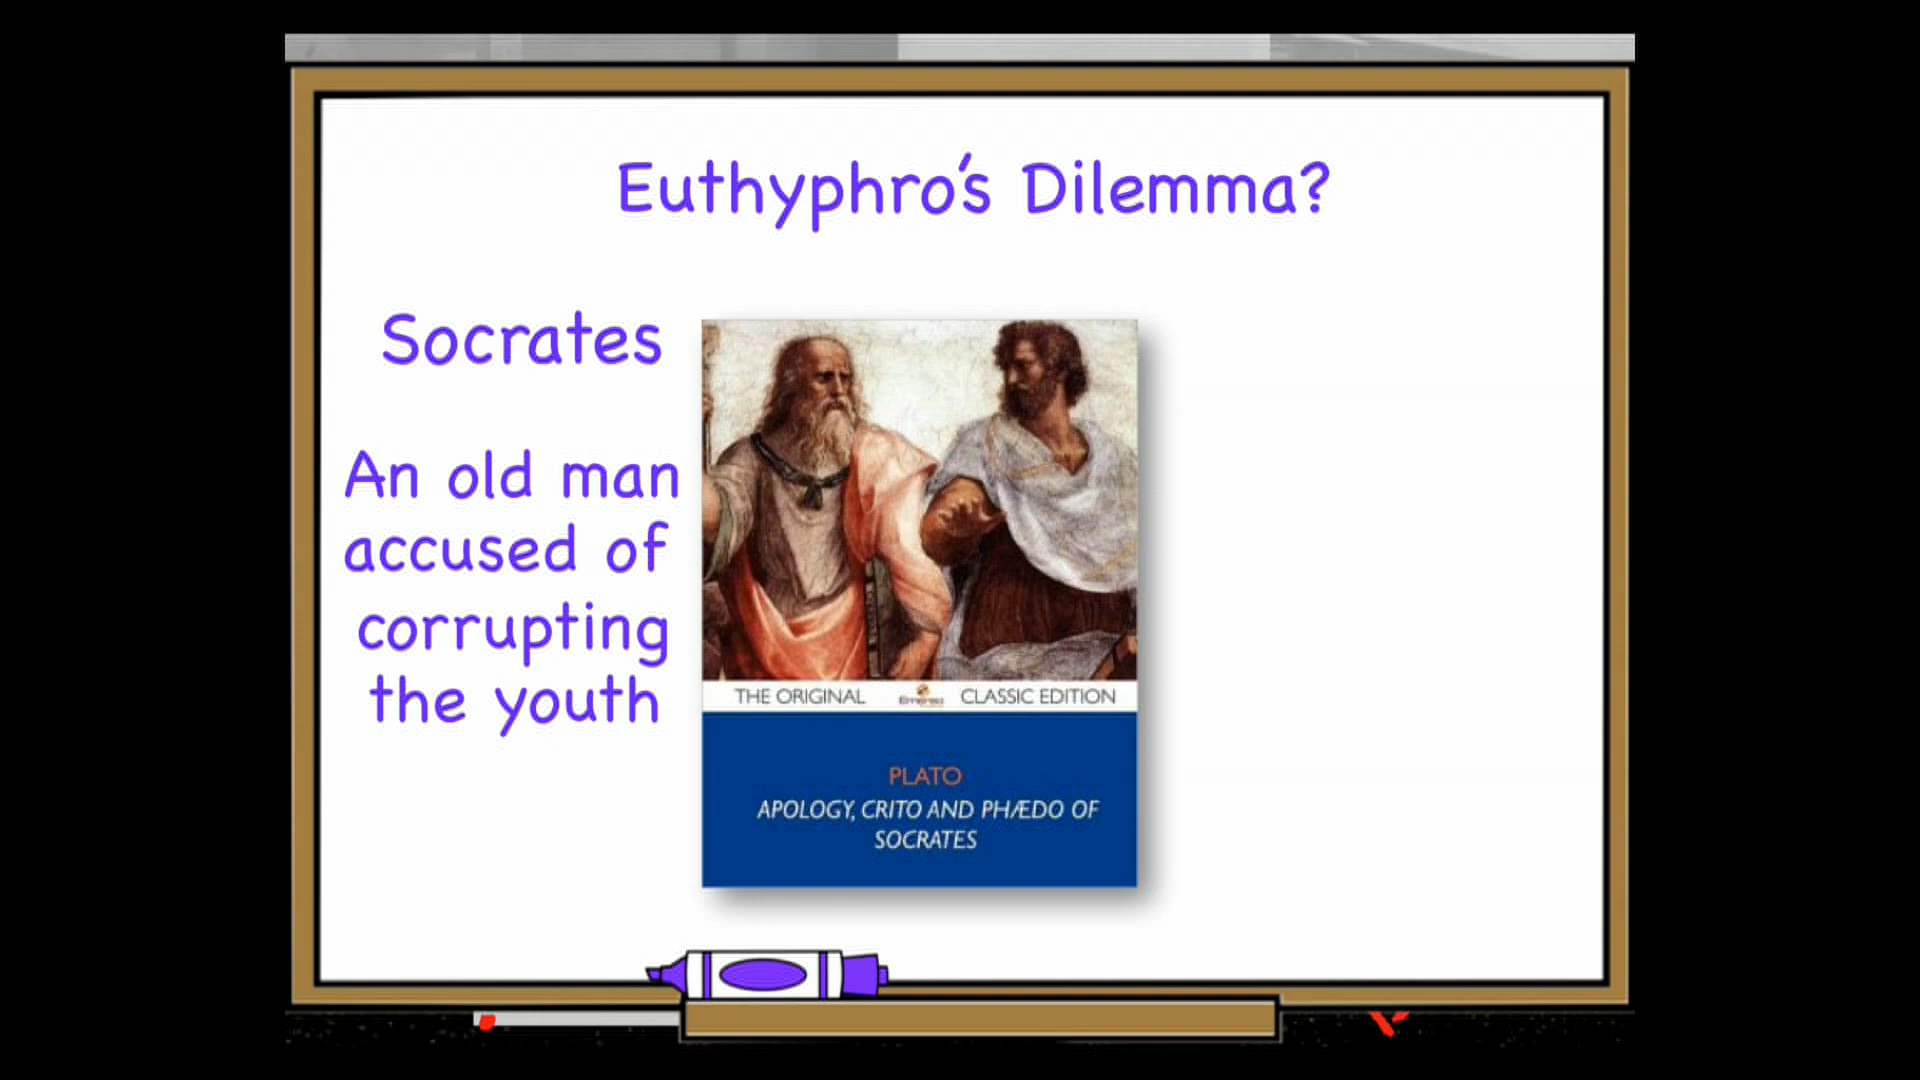 Euthyphro's Dilemma?
Socrates
An old man
accused of
corrupting
the youth
THE ORIGINAL CLASSIC EDITION
PLATO
APOLOGY, CRITO AND PHÆDO OF
SOCRATES